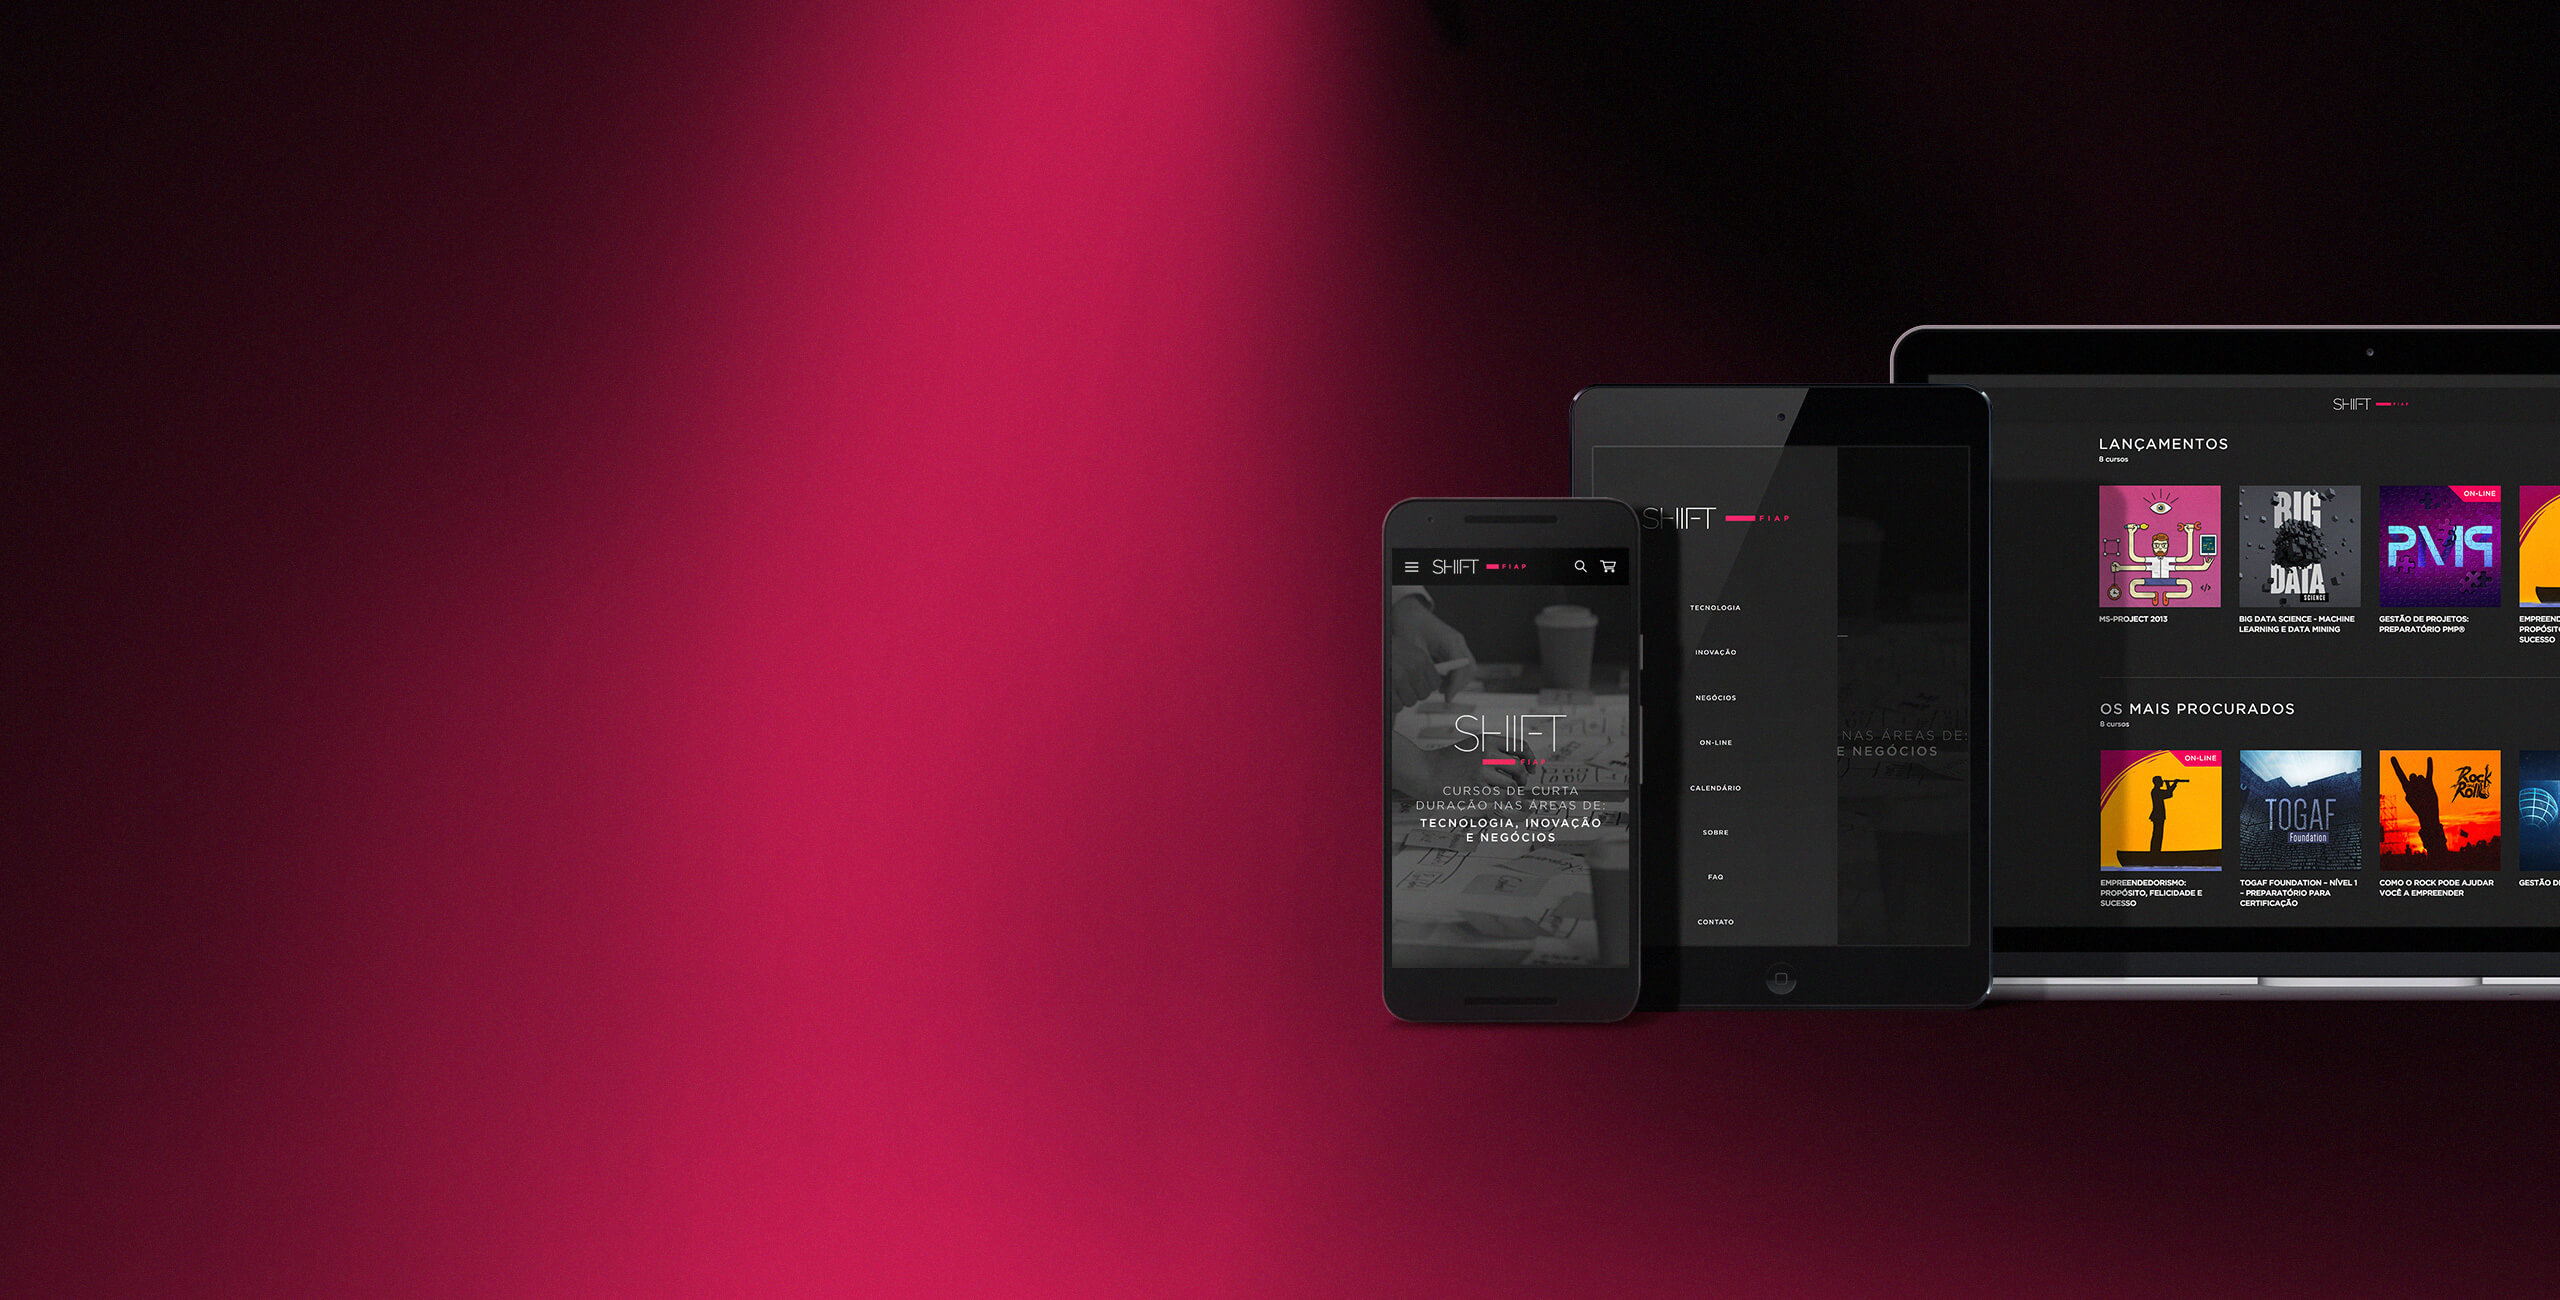 SHIFT FIAP
SHIFT
FIAP
CURSOS DE CURTA
DURAÇÃO NAS ÁREAS DE:
TECNOLOGIA, INOVAÇÃO
E NEGÓCIOS
SHIFT FIAP
TECNOLOGIA
INOVAÇÃO
NEGÓCIOS
ON-LINE
CALENDÁRIO
SOBRE
FAQ
CONTATO
NAS ÁREAS DE:
E NEGÓCIOS
SHIFT FIAP
LANÇAMENTOS
8 cursos
BIG
DATA
SCIENCE
ON-LINE
PMP
MS-PROJECT 2013
BIG DATA SCIENCE - MACHINE
LEARNING E DATA MINING
GESTÃO DE PROJETOS:
PREPARATÓRIO PMP®
EMPREEND
PROPÓSITO
SUCESSO
OS MAIS PROCURADOS
8 cursos
ON-LINE
TOGAF
Foundation
Rock
Roll
EMPREENDEDORISMO:
PROPÓSITO, FELICIDADE E
SUCESSO
TOGAF FOUNDATION – NÍVEL 1
– PREPARATÓRIO PARA
CERTIFICAÇÃO
COMO O ROCK PODE AJUDAR
VOCÊ A EMPREENDER
GESTÃO D